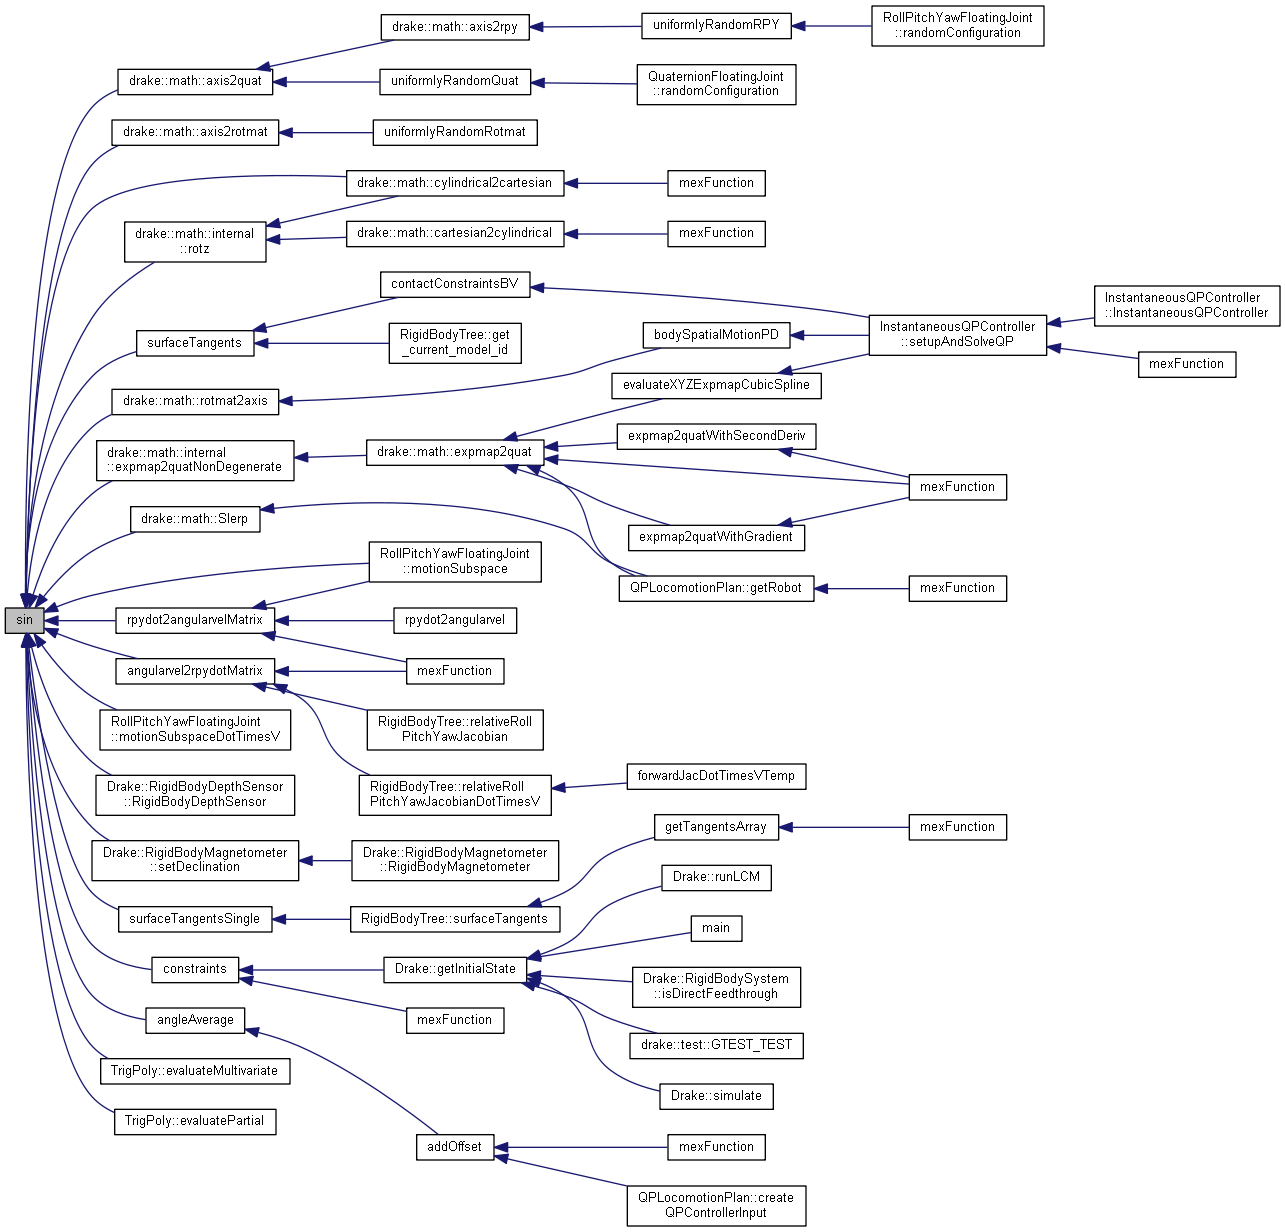 drake::math::axis2rpy
uniformlyRandomRPY
RollPitchYawFloatingJoint
::randomConfiguration
drake::math::axis2quat
uniformlyRandomQuat
QuaternionFloatingJoint
::randomConfiguration
drake::math::axis2rotmat
uniformlyRandomRotmat
drake::math::cylindrical2cartesian
mexFunction
drake::math::internal
::rotz
drake::math::cartesian2cylindrical
mexFunction
contactConstraintsBV
InstantaneousQPController
::InstantaneousQPController
surfaceTangents
RigidBodyTree::get
_current_model_id
bodySpatialMotionPD
InstantaneousQPController
::setupAndSolveQP
mexFunction
drake::math::rotmat2axis
evaluateXYZExpmapCubicSpline
drake::math::internal
::expmap2quatNonDegenerate
drake::math::expmap2quat
expmap2quatWithSecondDeriv
mexFunction
drake::math::Slerp
expmap2quatWithGradient
RollPitchYawFloatingJoint
::motionSubspace
QPLocomotionPlan::getRobot
mexFunction
sin
rpydot2angularvelMatrix
rpydot2angularvel
angularvel2rpydotMatrix
mexFunction
RollPitchYawFloatingJoint
::motionSubspaceDotTimesV
RigidBodyTree::relativeRoll
PitchYawJacobian
Drake::RigidBodyDepthSensor
::RigidBodyDepthSensor
RigidBodyTree::relativeRoll
PitchYawJacobianDotTimesV
forwardJacDotTimesVTemp
getTangentsArray
mexFunction
Drake::RigidBodyMagnetometer
::setDeclination
Drake::RigidBodyMagnetometer
::RigidBodyMagnetometer
Drake::runLCM
surfaceTangentsSingle
RigidBodyTree::surfaceTangents
main
constraints
Drake::getInitialState
Drake::RigidBodySystem
::isDirectFeedthrough
angleAverage
mexFunction
drake::test::GTEST_TEST
TrigPoly::evaluateMultivariate
Drake::simulate
TrigPoly::evaluatePartial
addOffset
mexFunction
QPLocomotionPlan::create
QPControllerInput